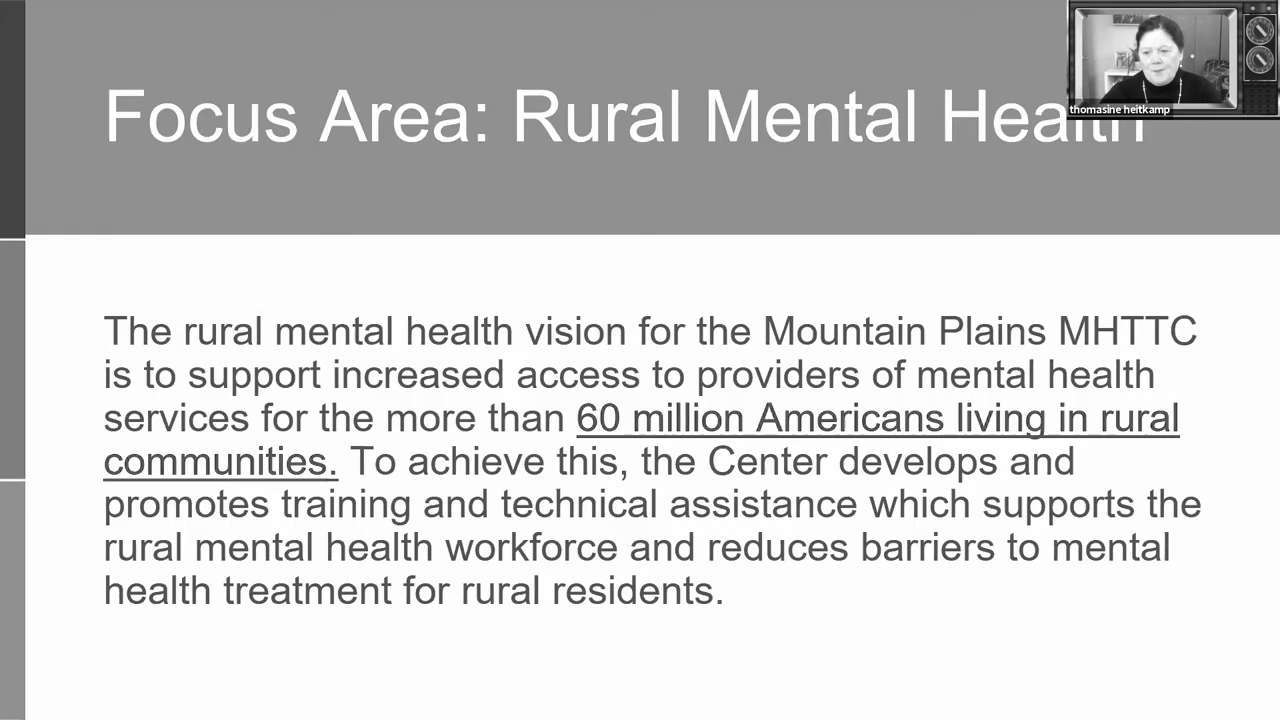 Focus Area: Rural Mental Health
thomasine heitkamp
The rural mental health vision for the Mountain Plains MHTTC
is to support increased access to providers of mental health
services for the more than 60 million Americans living in rural
communities. To achieve this, the Center develops and
promotes training and technical assistance which supports the
rural mental health workforce and reduces barriers to mental
health treatment for rural residents.